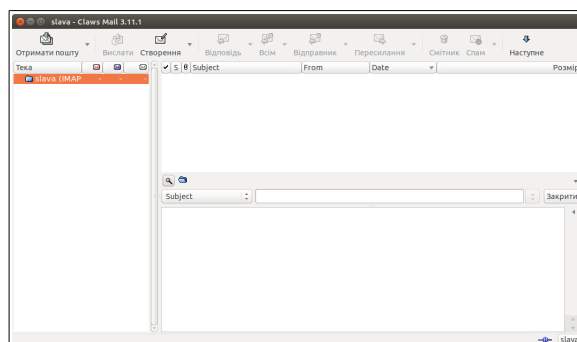 slava - Claws Mail 3.11.1
Отримати пошту Вислати Створення Відповідь Всім Відправник Пересилання Смітник Спам Наступне
Тека S Subject From Date Розмір
slava (IMAP - - -
Subject Закрити
slava